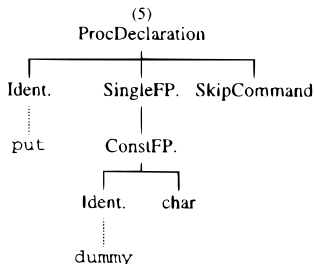 (5)
ProcDeclaration
Ident. SingleFP. SkipCommand
put ConstFP.
Ident. char
dummy